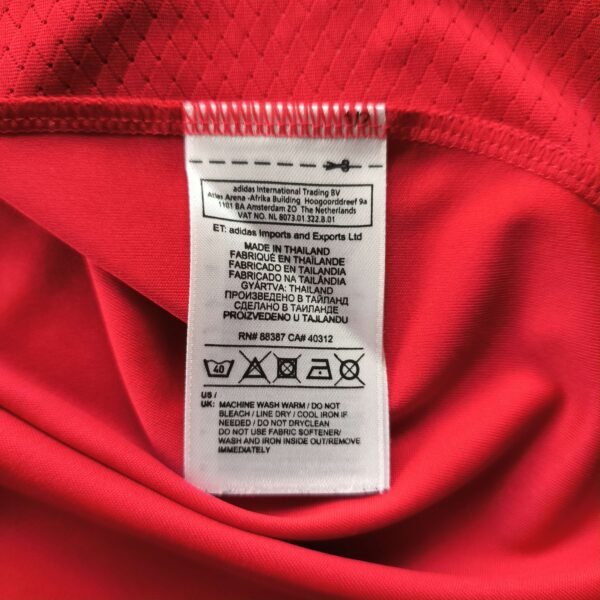 adidas International Trading BV
Atlas Arena -Afrika Building Hoogoorddreef 9a
1101 BA Amsterdam ZO The Netherlands
VAT NO. NL 8073.01.322.B.01
ET: adidas Imports and Exports Ltd
MADE IN THAILAND
FABRIQUÉ EN THAÏLANDE
FABRICADO EN TAILANDIA
FABRICADO NA TAILÂNDIA
GYÁRTVA: THAILAND
ПРОИЗВЕДЕНО В ТАИЛАНД
СДЕЛАНО В ТАИЛАНДЕ
PROIZVEDENO U TAJLANDU
RN# 88387 CA# 40312
40
US /
UK: MACHINE WASH WARM / DO NOT
BLEACH / LINE DRY / COOL IRON IF
NEEDED / DO NOT DRYCLEAN
DO NOT USE FABRIC SOFTENER/
WASH AND IRON INSIDE OUT/REMOVE
IMMEDIATELY